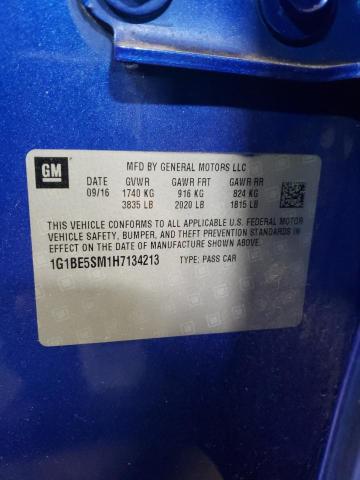 GM
MFD BY GENERAL MOTORS LLC
DATE GVWR GAWR FRT GAWR RR
09/16 1740 KG 916 KG 824 KG
3835 LB 2020 LB 1815 LB
THIS VEHICLE CONFORMS TO ALL APPLICABLE U.S. FEDERAL MOTOR
VEHICLE SAFETY, BUMPER, AND THEFT PREVENTION STANDARDS IN
EFFECT ON THE DATE OF MANUFACTURE SHOWN ABOVE.
1G1BE5SM1H7134213 TYPE: PASS CAR